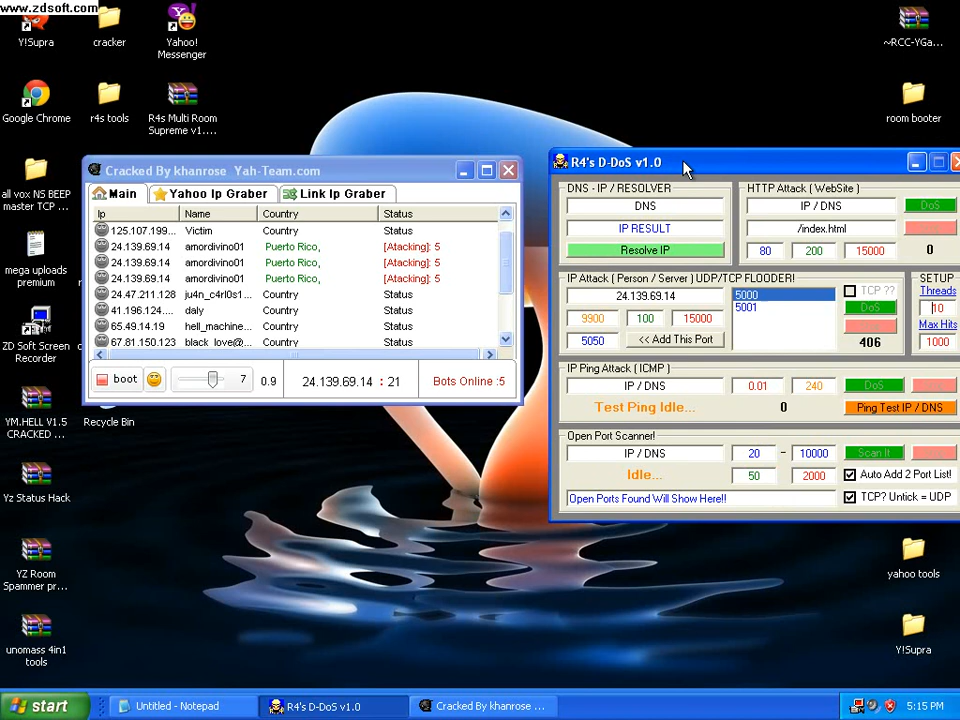 www.zdsoft.com
Y!Supra
cracker
Yahoo! Messenger
~RCC-YGa...
Google Chrome
r4s tools
R4s Multi Room Supreme v1....
room booter
all vox NS BEEP master TCP ...
mega uploads premium
ZD Soft Screen Recorder
YM.HELL V1.5 CRACKED ...
Recycle Bin
Yz Status Hack
YZ Room Spammer pr...
unomass 4in1 tools
yahoo tools
Y!Supra
Cracked By khanrose Yah-Team.com
Main
Yahoo Ip Graber
Link Ip Graber
Ip Name Country Status
125.107.199... Victim Country Status
24.139.69.14 amordivino01 Puerto Rico, [Atacking]: 5
24.139.69.14 amordivino01 Puerto Rico, [Atacking]: 5
24.139.69.14 amordivino01 Puerto Rico, [Atacking]: 5
24.47.211.128 ju4n_c4rl0s1... Country Status
41.196.124.... daly Country Status
65.49.14.19 hell_machine... Country Status
67.81.150.123 black_love@... Country Status
boot 7 0.9 24.139.69.14 : 21 Bots Online :5
R4's D-DoS v1.0
DNS - IP / RESOLVER
DNS
IP RESULT
Resolve IP
HTTP Attack ( WebSite )
IP / DNS DoS
/index.html
80 200 15000 0
IP Attack ( Person / Server ) UDP/TCP FLOODER!
24.139.69.14
9900 100 15000
5050 << Add This Port
5000
5001
TCP ??
DoS
406
SETUP
Threads
10
Max Hits
1000
IP Ping Attack ( ICMP )
IP / DNS 0.01 240 DoS
Test Ping Idle... 0 Ping Test IP / DNS
Open Port Scanner!
IP / DNS 20 - 10000 Scan It
Idle... 50 2000 Auto Add 2 Port List!
Open Ports Found Will Show Here!! TCP? Untick = UDP
start
Untitled - Notepad
R4's D-DoS v1.0
Cracked By khanrose ...
5:15 PM